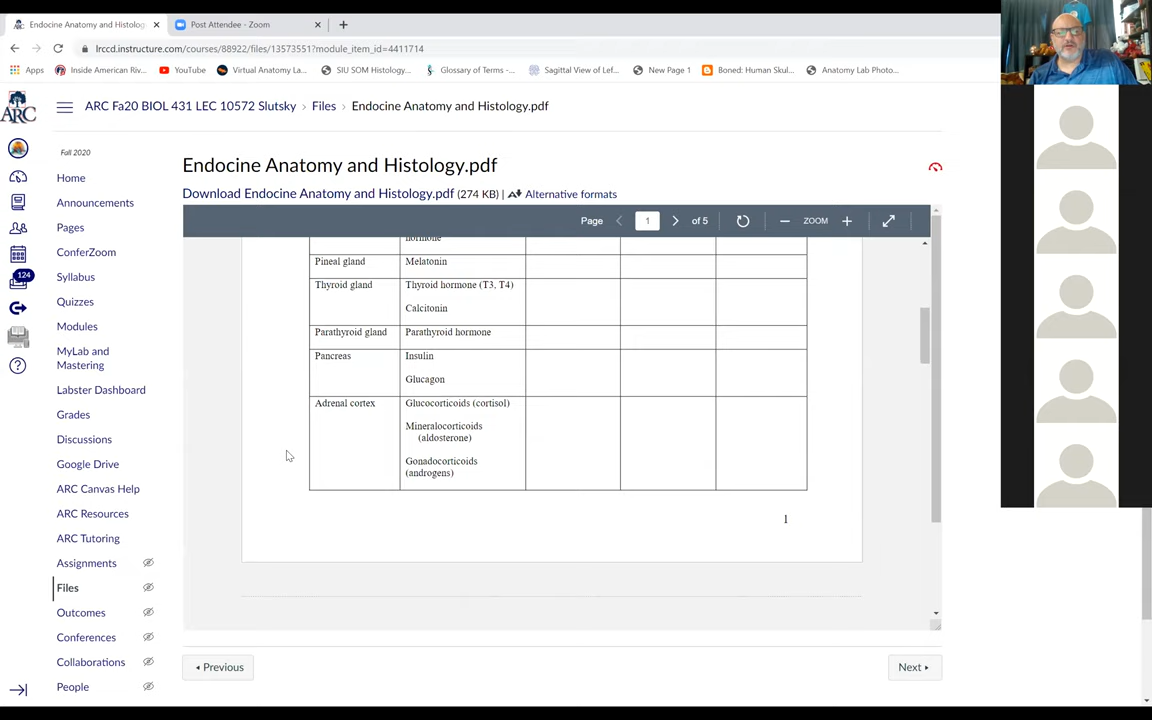 Endocrine Anatomy and Histolog
Post Attendee - Zoom
lrccd.instructure.com/courses/88922/files/13573551?module_item_id=4411714
Apps
Inside American Riv...
YouTube
Virtual Anatomy La...
SIU SOM Histology...
Glossary of Terms -...
Sagittal View of Lef...
New Page 1
Boned: Human Skul...
Anatomy Lab Photo...
ARC
ARC Fa20 BIOL 431 LEC 10572 Slutsky › Files › Endocrine Anatomy and Histology.pdf
Fall 2020
Home
Announcements
Pages
ConferZoom
124
Syllabus
Quizzes
Modules
MyLab and
Mastering
Labster Dashboard
Grades
Discussions
Google Drive
ARC Canvas Help
ARC Resources
ARC Tutoring
Assignments
Files
Outcomes
Conferences
Collaborations
People
Endocrine Anatomy and Histology.pdf
Download Endocrine Anatomy and Histology.pdf (274 KB) | Alternative formats
Page 1 of 5 ZOOM
hormone
Pineal gland Melatonin
Thyroid gland Thyroid hormone (T3, T4)
Calcitonin
Parathyroid gland Parathyroid hormone
Pancreas Insulin
Glucagon
Adrenal cortex Glucocorticoids (cortisol)
Mineralocorticoids
(aldosterone)
Gonadocorticoids
(androgens)
1
Previous
Next